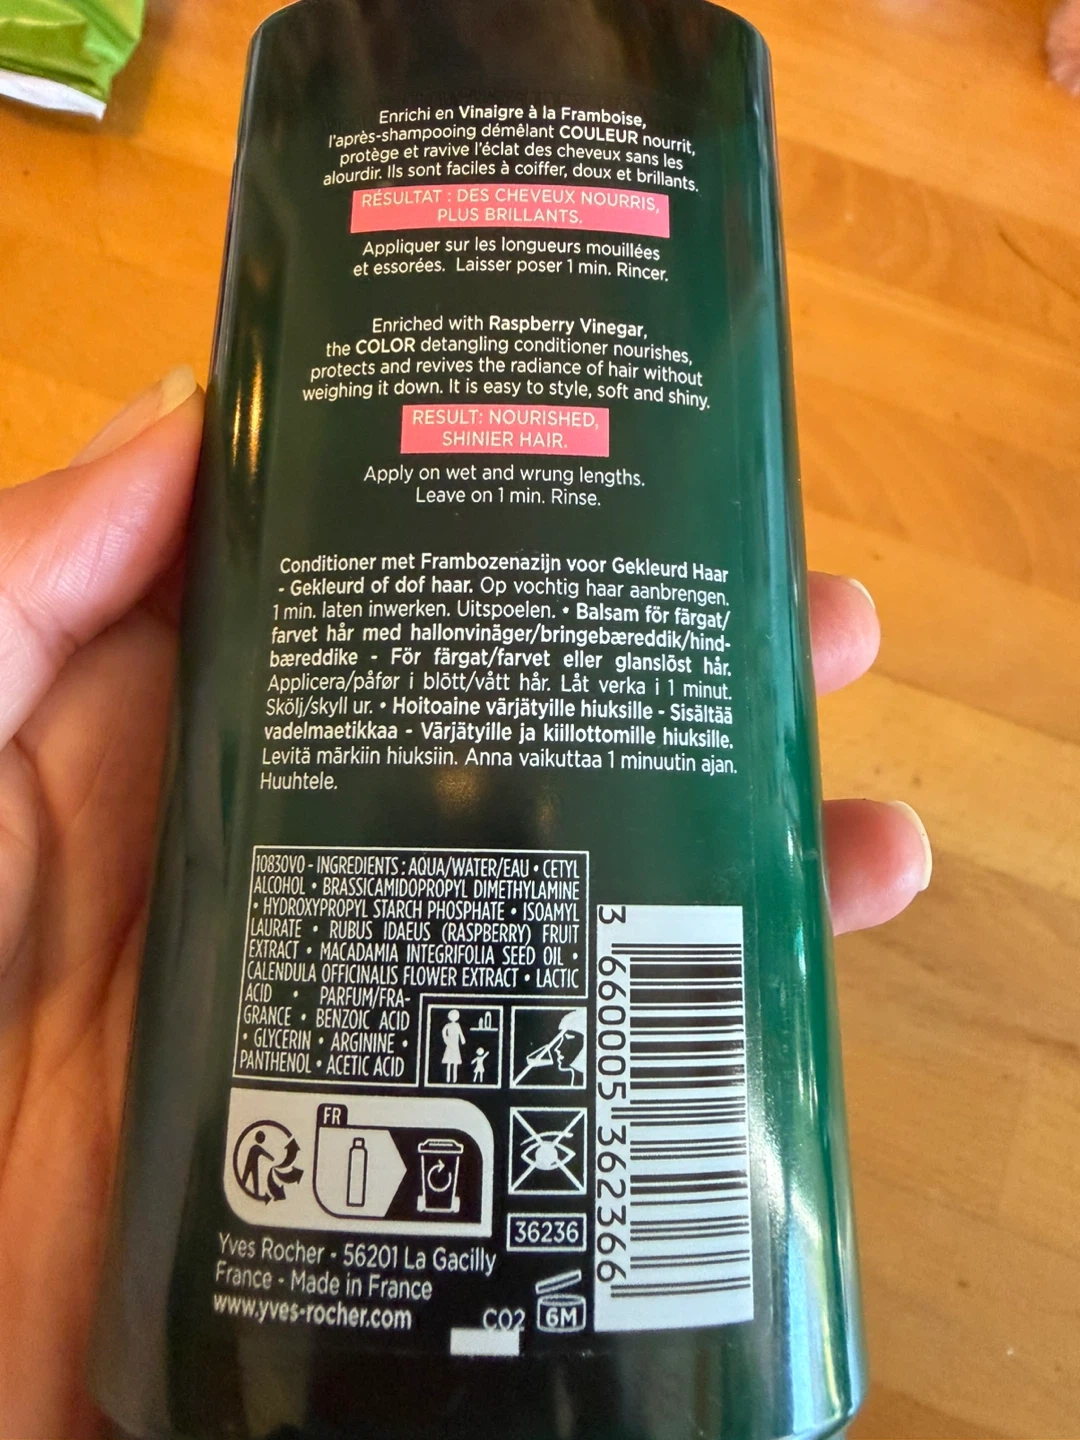 Enrichi en Vinaigre à la Framboise,
l'après-shampooing démêlant COULEUR nourrit,
protège et ravive l'éclat des cheveux sans les
alourdir. Ils sont faciles à coiffer, doux et brillants.
RÉSULTAT : DES CHEVEUX NOURRIS,
PLUS BRILLANTS.
Appliquer sur les longueurs mouillées
et essorées. Laisser poser 1 min. Rincer.
Enriched with Raspberry Vinegar,
the COLOR detangling conditioner nourishes,
protects and revives the radiance of hair without
weighing it down. It is easy to style, soft and shiny.
RESULT: NOURISHED,
SHINIER HAIR.
Apply on wet and wrung lengths.
Leave on 1 min. Rinse.
Conditioner met Frambozenazijn voor Gekleurd Haar
- Gekleurd of dof haar. Op vochtig haar aanbrengen.
1 min. laten inwerken. Uitspoelen. • Balsam för färgat/
farvet hår med hallonvinäger/bringebæreddik/hind-
bæreddike - För färgat/farvet eller glanslöst hår.
Applicera/påfør i blött/vått hår. Låt verka i 1 minut.
Skölj/skyll ur. • Hoitoaine värjätyille hiuksille - Sisältää
vadelmaetikkaa - Värjätyille ja kiillottomille hiuksille.
Levitä märkiin hiuksiin. Anna vaikuttaa 1 minuutin ajan.
Huuhtele.
10830V0 - INGREDIENTS : AQUA/WATER/EAU • CETYL
ALCOHOL • BRASSICAMIDOPROPYL DIMETHYLAMINE
• HYDROXYPROPYL STARCH PHOSPHATE • ISOAMYL
LAURATE • RUBUS IDAEUS (RASPBERRY) FRUIT
EXTRACT • MACADAMIA INTEGRIFOLIA SEED OIL •
CALENDULA OFFICINALIS FLOWER EXTRACT • LACTIC
ACID • PARFUM/FRA-
GRANCE • BENZOIC ACID
• GLYCERIN • ARGININE •
PANTHENOL • ACETIC ACID
3 660005 362366
FR
36236
Yves Rocher - 56201 La Gacilly
France - Made in France
www.yves-rocher.com
CO2
6M